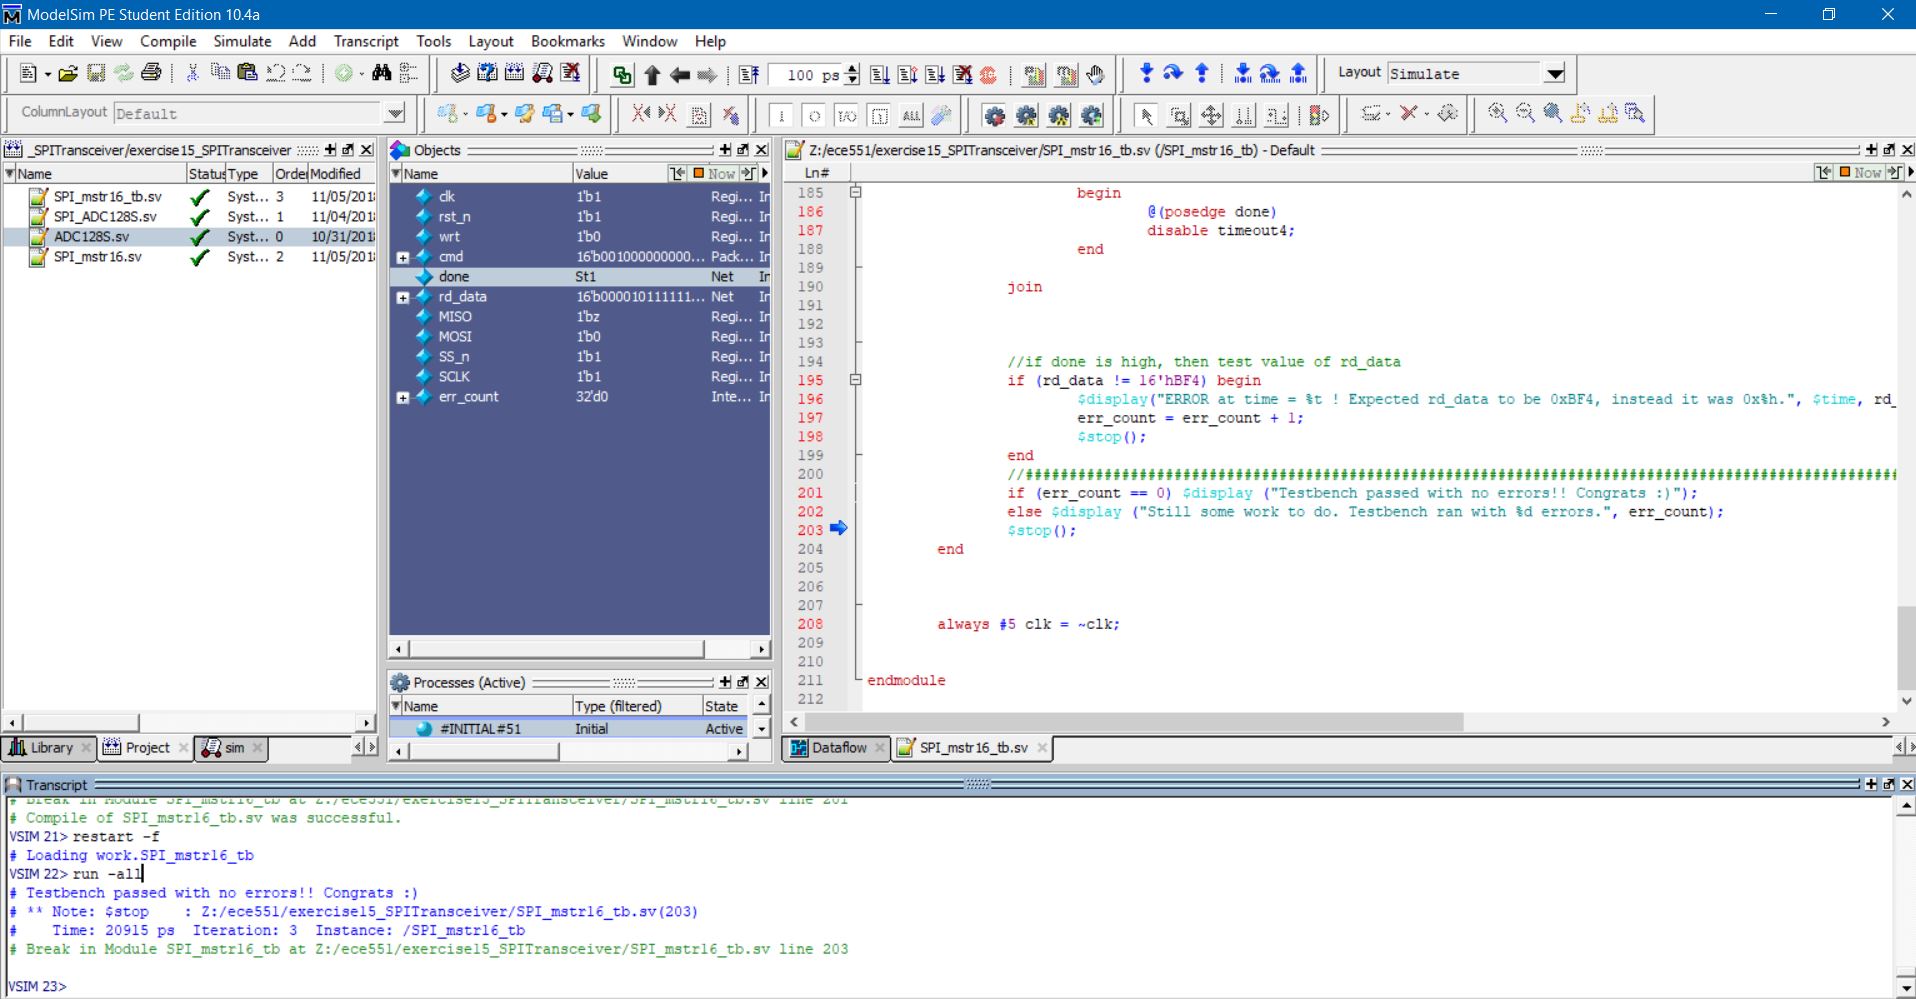 ModelSim PE Student Edition 10.4a
File Edit View Compile Simulate Add Transcript Tools Layout Bookmarks Window Help
100 ps
Layout Simulate
ColumnLayout Default
ALL
_SPITransceiver/exercise15_SPITransceiver
Name Status Type Order Modified
SPI_mstr16_tb.sv Syst... 3 11/05/201
SPI_ADC128S.sv Syst... 1 11/04/201
ADC128S.sv Syst... 0 10/31/201
SPI_mstr16.sv Syst... 2 11/05/201
Library Project sim
Objects
Name Value Now
clk 1'b1 Regi... In
rst_n 1'b1 Regi... In
wrt 1'b0 Regi... In
cmd 16'b001000000000... Pack... In
done St1 Net In
rd_data 16'b000010111111... Net In
MISO 1'bz Regi... In
MOSI 1'b0 Regi... In
SS_n 1'b1 Regi... In
SCLK 1'b1 Regi... In
err_count 32'd0 Inte... In
Processes (Active)
Name Type (filtered) State
#INITIAL#51 Initial Active
Z:/ece551/exercise15_SPITransceiver/SPI_mstr16_tb.sv (/SPI_mstr16_tb) - Default
Ln# Now
185 begin
186 @(posedge done)
187 disable timeout4;
188 end
189
190 join
191
192
193
194 //if done is high, then test value of rd_data
195 if (rd_data != 16'hBF4) begin
196 $display("ERROR at time = %t ! Expected rd_data to be 0xBF4, instead it was 0x%h.", $time, rd_
197 err_count = err_count + 1;
198 $stop();
199 end
200 //####################################################################################################
201 if (err_count == 0) $display ("Testbench passed with no errors!! Congrats :)");
202 else $display ("Still some work to do. Testbench ran with %d errors.", err_count);
203 $stop();
204 end
205
206
207
208 always #5 clk = ~clk;
209
210
211 endmodule
212
Dataflow SPI_mstr16_tb.sv
Transcript
# Break in Module SPI_mstr16_tb at Z:/ece551/exercise15_SPITransceiver/SPI_mstr16_tb.sv line 201
# Compile of SPI_mstr16_tb.sv was successful.
VSIM 21> restart -f
# Loading work.SPI_mstr16_tb
VSIM 22> run -all
# Testbench passed with no errors!! Congrats :)
# ** Note: $stop : Z:/ece551/exercise15_SPITransceiver/SPI_mstr16_tb.sv(203)
# Time: 20915 ps Iteration: 3 Instance: /SPI_mstr16_tb
# Break in Module SPI_mstr16_tb at Z:/ece551/exercise15_SPITransceiver/SPI_mstr16_tb.sv line 203
VSIM 23>